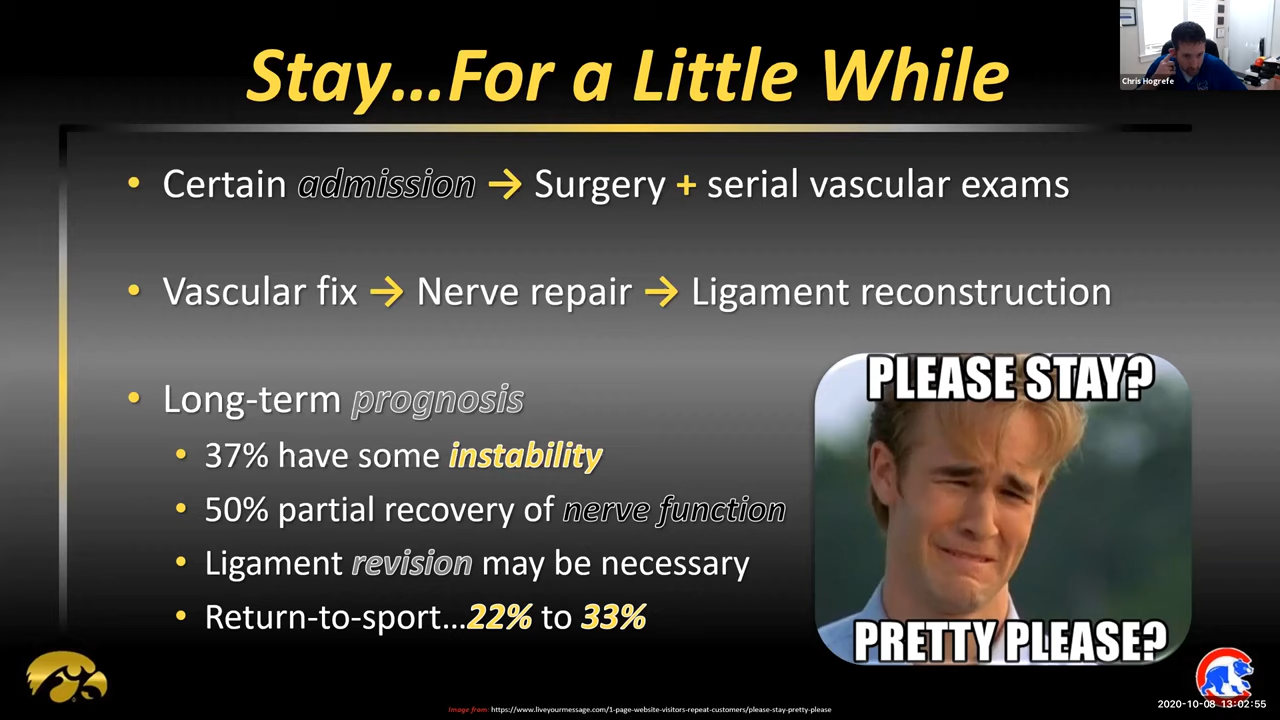 Stay...For a Little While
Chris Hogrefe
• Certain admission → Surgery + serial vascular exams
• Vascular fix → Nerve repair → Ligament reconstruction
• Long-term prognosis
• 37% have some instability
• 50% partial recovery of nerve function
• Ligament revision may be necessary
• Return-to-sport...22% to 33%
PLEASE STAY?
PRETTY PLEASE?
Image from: https://www.liveyourmessage.com/1-page-website-visitors-repeat-customers/please-stay-pretty-please
2020-10-08 13:02:55